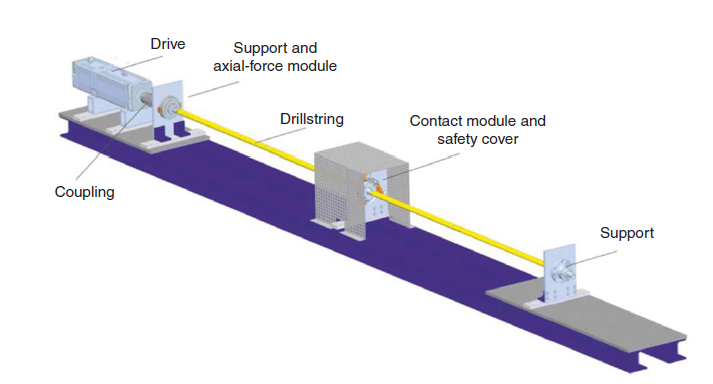 Drive
Support and
axial-force module
Drillstring
Contact module and
safety cover
Coupling
Support